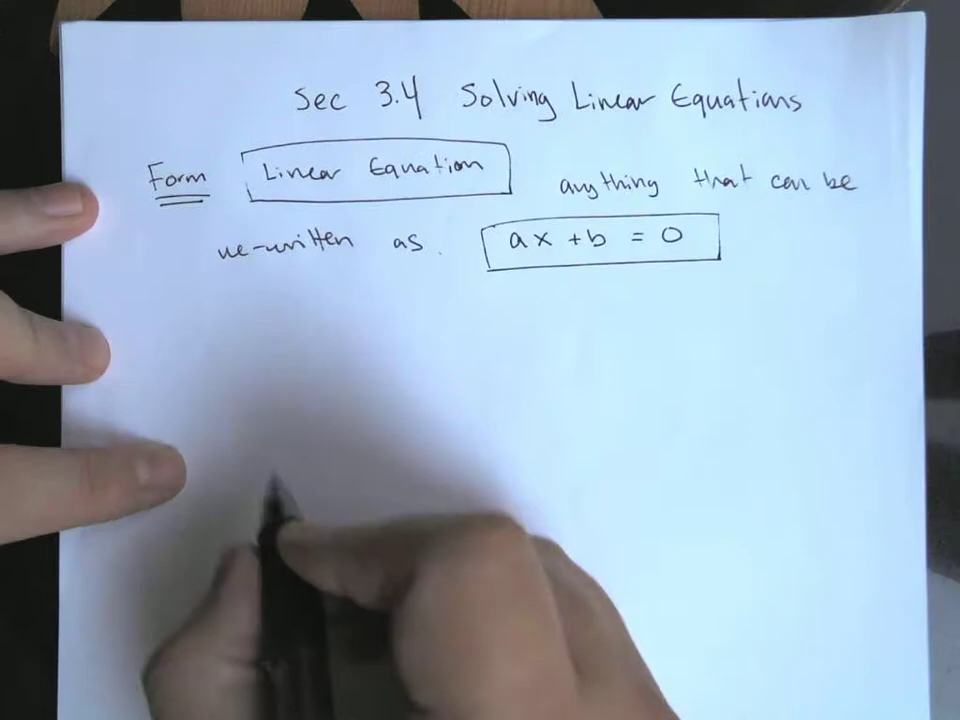 Sec 3.4 Solving Linear Equations
Form Linear Equation anything that can be
re-written as. ax + b = 0